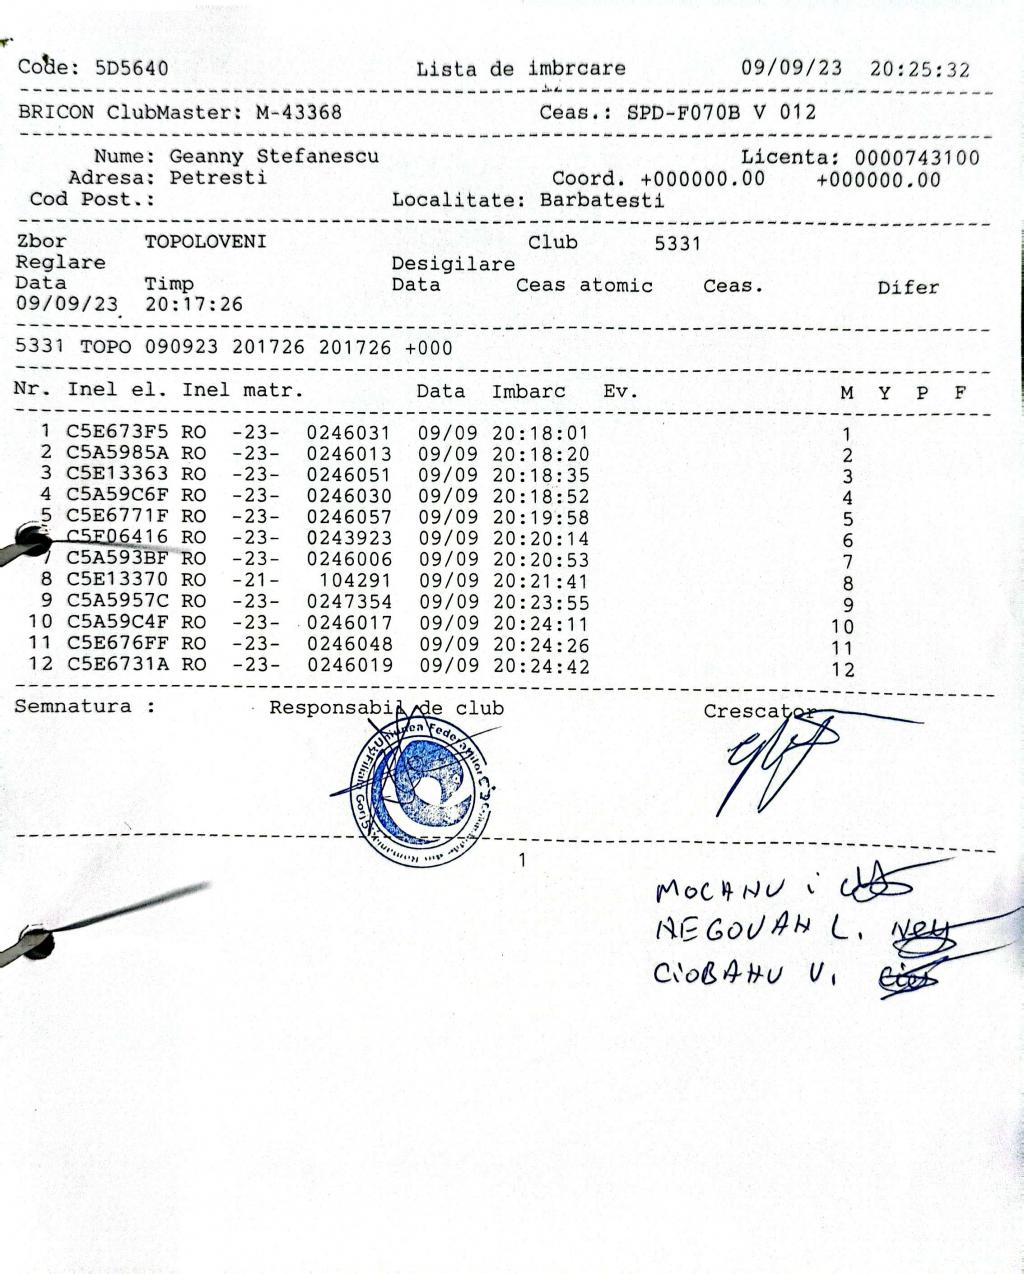 Code: 5D5640 Lista de imbrcare 09/09/23 20:25:32
BRICON ClubMaster: M-43368 Ceas.: SPD-F070B V 012
Nume: Geanny Stefanescu Licenta: 0000743100
Adresa: Petresti Coord. +000000.00 +000000.00
Cod Post.: Localitate: Barbatesti
Zbor TOPOLOVENI Club 5331
Reglare Desigilare
Data Timp Data Ceas atomic Ceas. Difer
09/09/23 20:17:26
5331 TOPO 090923 201726 201726 +000
Nr. Inel el. Inel matr. Data Imbarc Ev. M Y P F
1 C5E673F5 RO -23- 0246031 09/09 20:18:01 1
2 C5A5985A RO -23- 0246013 09/09 20:18:20 2
3 C5E13363 RO -23- 0246051 09/09 20:18:35 3
4 C5A59C6F RO -23- 0246030 09/09 20:18:52 4
5 C5E6771F RO -23- 0246057 09/09 20:19:58 5
C5F06416 RO -23- 0243923 09/09 20:20:14 6
7 C5A593BF RO -23- 0246006 09/09 20:20:53 7
8 C5E13370 RO -21- 104291 09/09 20:21:41 8
9 C5A5957C RO -23- 0247354 09/09 20:23:55 9
10 C5A59C4F RO -23- 0246017 09/09 20:24:11 10
11 C5E676FF RO -23- 0246048 09/09 20:24:26 11
12 C5E6731A RO -23- 0246019 09/09 20:24:42 12
Semnatura : Responsabil de club Crescator
Uniunea Federatiilor
Filiala Gorj
1
MOCANU i
NEGOVAN L.
CIOBANU V.